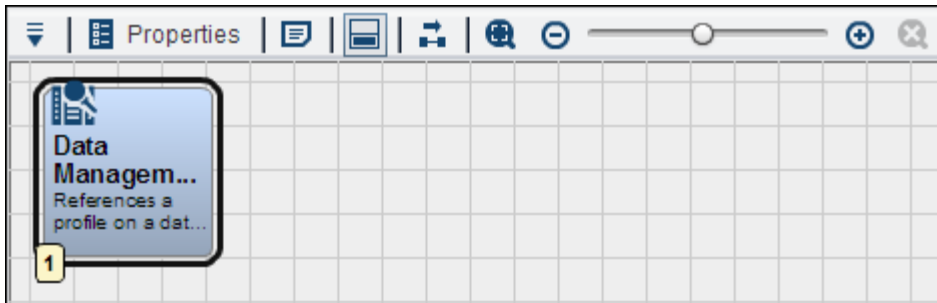 Properties
Data
Managem...
References a
profile on a dat...
1